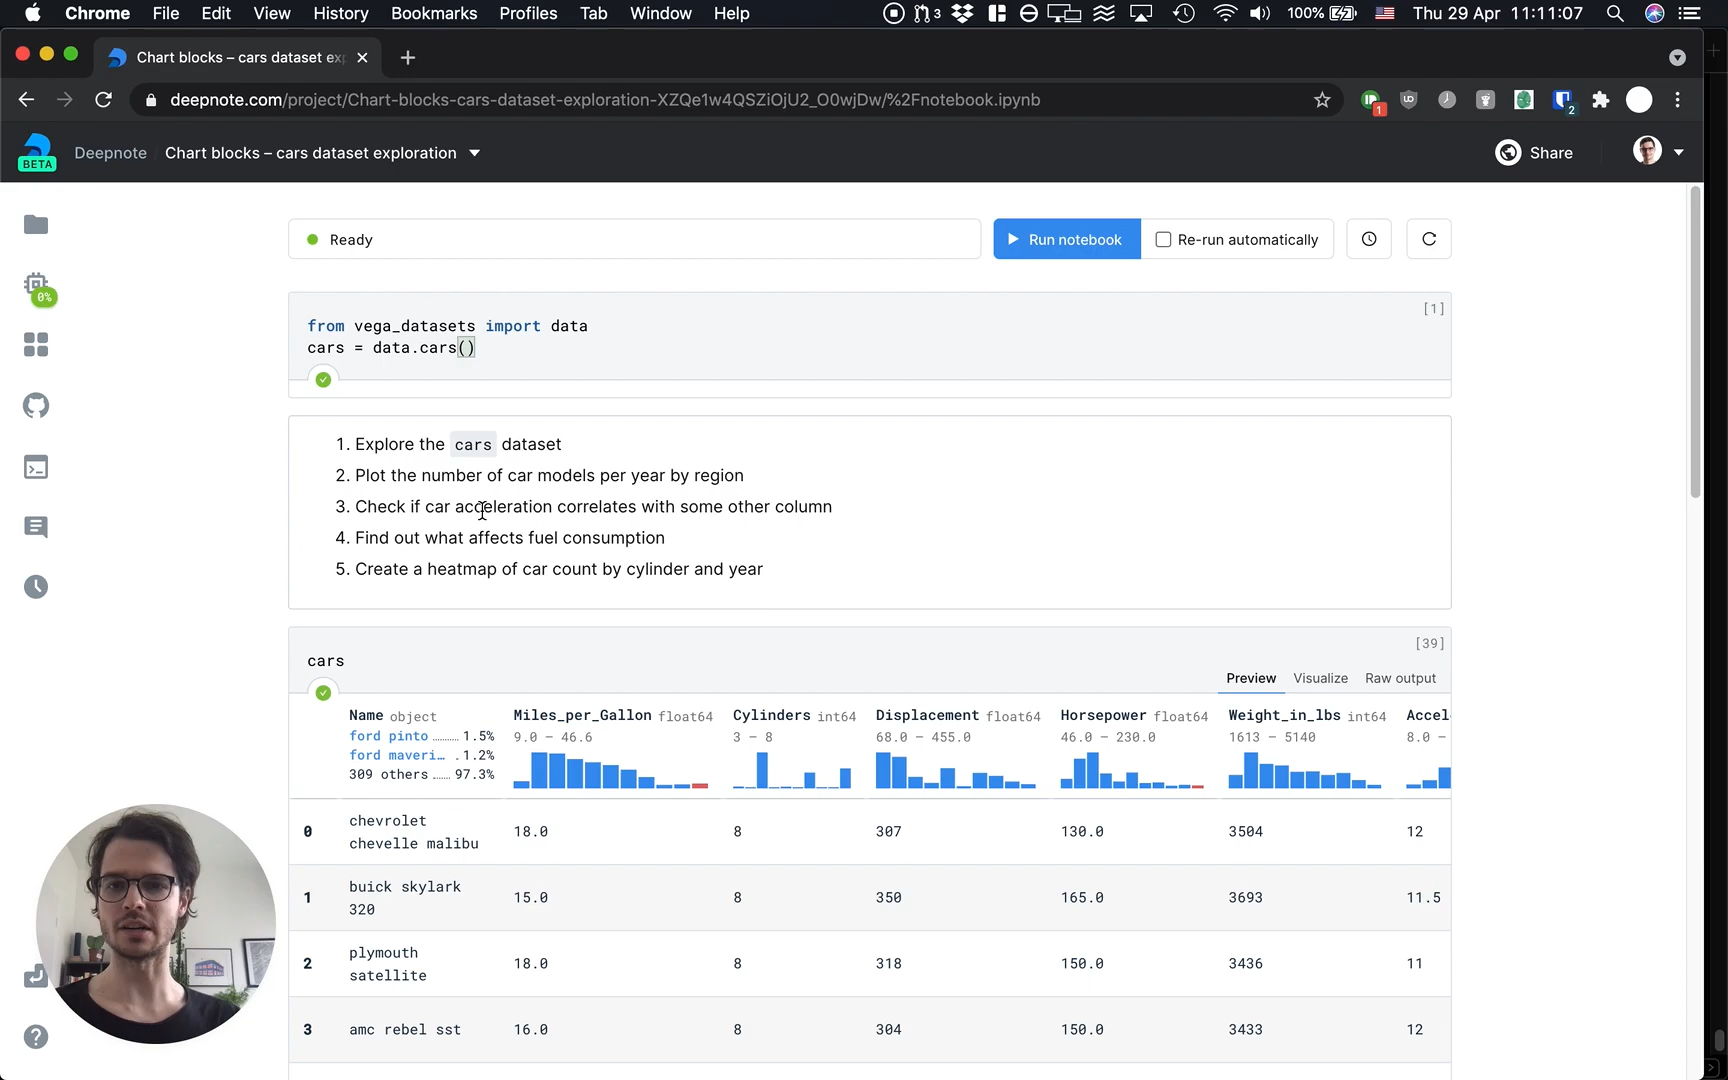 Chrome File Edit View History Bookmarks Profiles Tab Window Help 3 100% Thu 29 Apr 11:11:07
Chart blocks – cars dataset ex
deepnote.com/project/Chart-blocks-cars-dataset-exploration-XZQe1w4QSZiOjU2_O0wjDw/%2Fnotebook.ipynb 1 2
BETA Deepnote / Chart blocks – cars dataset exploration Share
Ready Run notebook Re-run automatically
0%
[1]
from vega_datasets import data
cars = data.cars()
1. Explore the cars dataset
2. Plot the number of car models per year by region
3. Check if car acceleration correlates with some other column
4. Find out what affects fuel consumption
5. Create a heatmap of car count by cylinder and year
[39]
cars
Preview Visualize Raw output
Name object Miles_per_Gallon float64 Cylinders int64 Displacement float64 Horsepower float64 Weight_in_lbs int64 Accel
ford pinto 1.5% 9.0 – 46.6 3 – 8 68.0 – 455.0 46.0 – 230.0 1613 – 5140 8.0 –
ford maveri… 1.2%
309 others 97.3%
0 chevrolet chevelle malibu 18.0 8 307 130.0 3504 12
1 buick skylark 320 15.0 8 350 165.0 3693 11.5
2 plymouth satellite 18.0 8 318 150.0 3436 11
3 amc rebel sst 16.0 8 304 150.0 3433 12
?